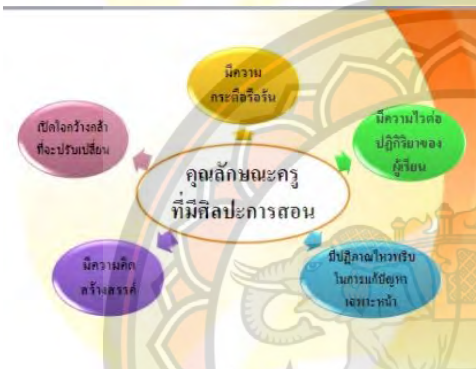 มีความ
กระตือรือร้น
มีความไวต่อ
ปฏิกิริยาของ
ผู้เรียน
มีปฏิภาณไหวพริบ
ในการแก้ปัญหา
เฉพาะหน้า
มีความคิด
สร้างสรรค์
เปิดใจกว้างกล้า
ที่จะปรับเปลี่ยน
คุณลักษณะครู
ที่มีศิลปะการสอน